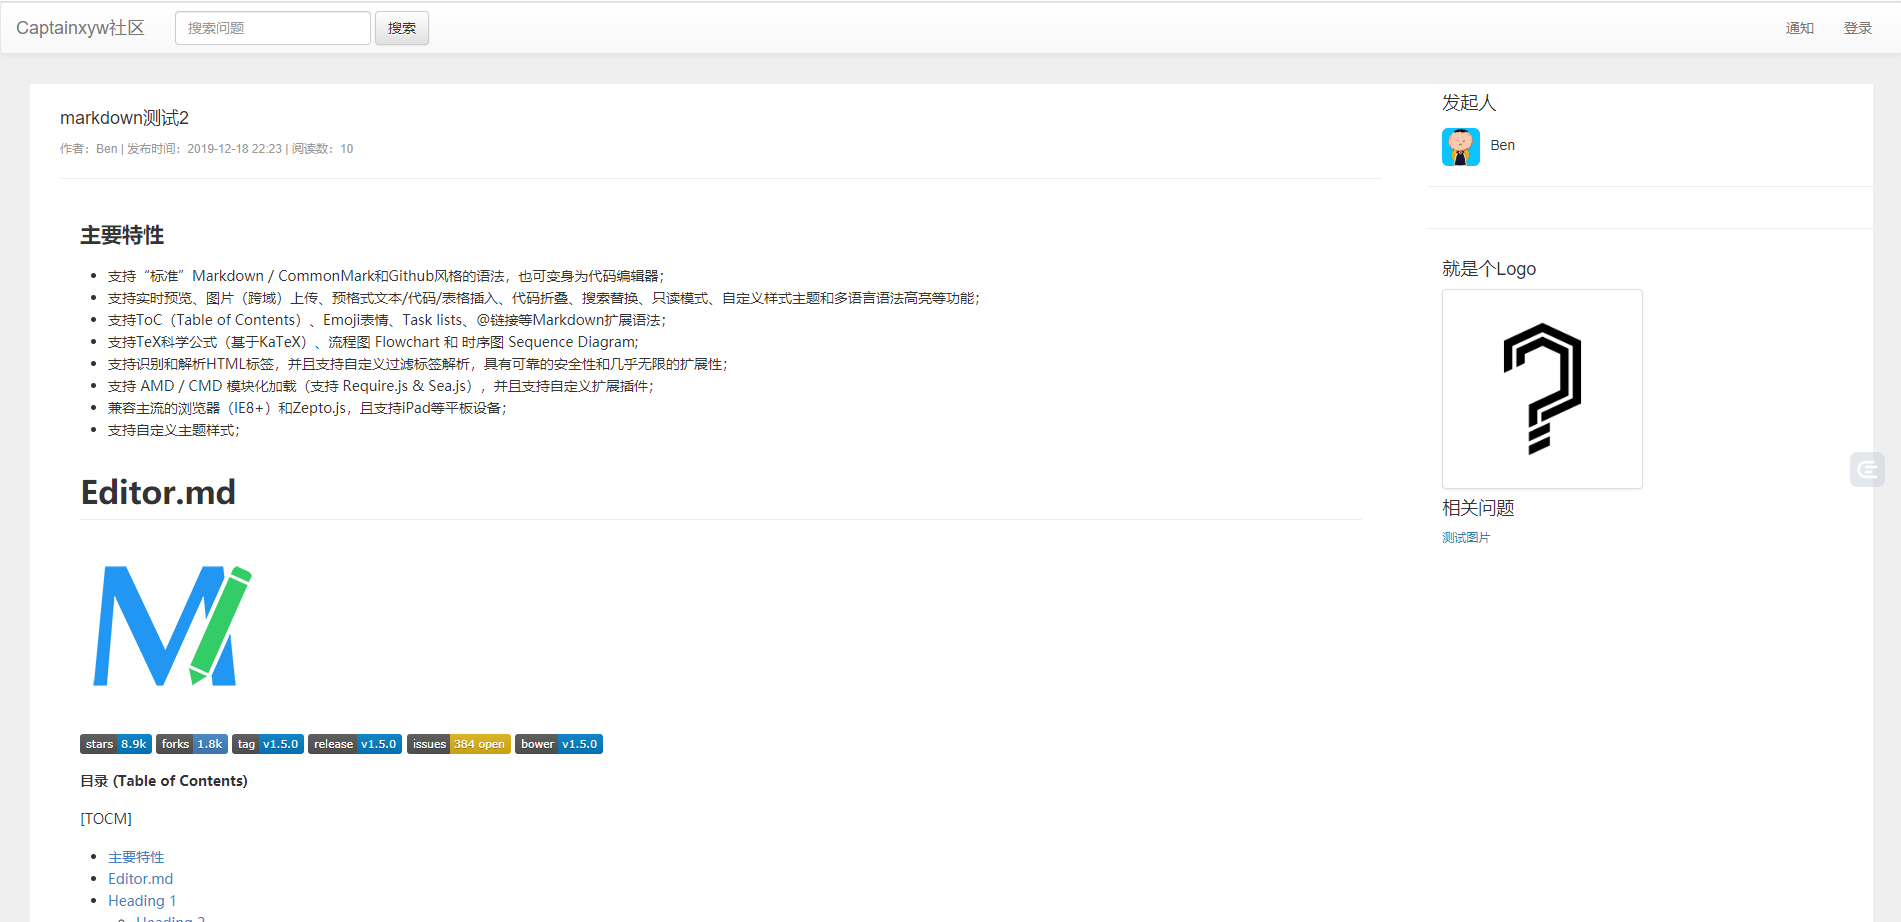 Captainxyw社区
搜索问题
搜索
通知
登录
markdown测试2
作者：Ben | 发布时间：2019-12-18 22:23 | 阅读数：10
主要特性
支持“标准”Markdown / CommonMark和Github风格的语法，也可变身为代码编辑器；
支持实时预览、图片（跨域）上传、预格式文本/代码/表格插入、代码折叠、搜索替换、只读模式、自定义样式主题和多语言语法高亮等功能；
支持ToC（Table of Contents）、Emoji表情、Task lists、@链接等Markdown扩展语法；
支持TeX科学公式（基于KaTeX）、流程图 Flowchart 和 时序图 Sequence Diagram;
支持识别和解析HTML标签，并且支持自定义过滤标签解析，具有可靠的安全性和几乎无限的扩展性；
支持 AMD / CMD 模块化加载（支持 Require.js & Sea.js），并且支持自定义扩展插件；
兼容主流的浏览器（IE8+）和Zepto.js，且支持iPad等平板设备；
支持自定义主题样式；
Editor.md
stars 8.9k forks 1.8k tag v1.5.0 release v1.5.0 issues 384 open bower v1.5.0
目录 (Table of Contents)
[TOCM]
主要特性
Editor.md
Heading 1
Heading 2
发起人
Ben
就是个Logo
相关问题
测试图片